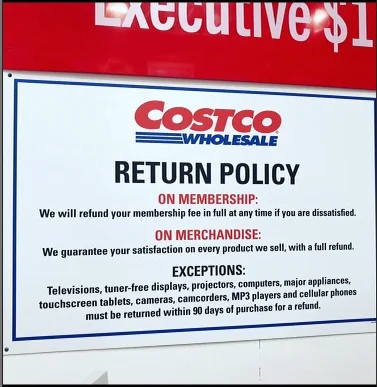 Executive $1
COSTCO
WHOLESALE
RETURN POLICY
ON MEMBERSHIP:
We will refund your membership fee in full at any time if you are dissatisfied.
ON MERCHANDISE:
We guarantee your satisfaction on every product we sell, with a full refund.
EXCEPTIONS:
Televisions, tuner-free displays, projectors, computers, major appliances,
touchscreen tablets, cameras, camcorders, MP3 players and cellular phones
must be returned within 90 days of purchase for a refund.